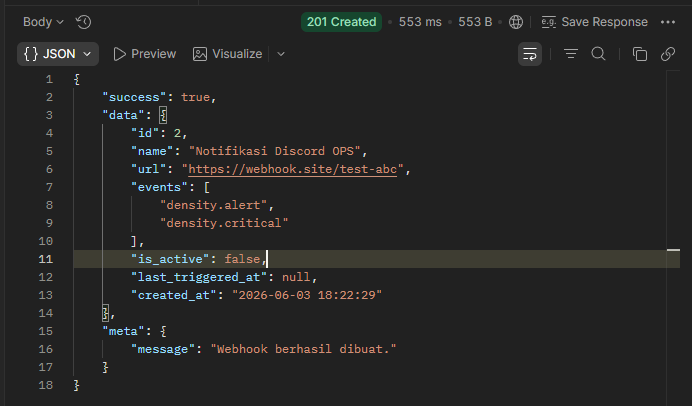 Body 201 Created • 553 ms • 553 B e.g. Save Response
{} JSON Preview Visualize
1 {
2     "success": true,
3     "data": {
4         "id": 2,
5         "name": "Notifikasi Discord OPS",
6         "url": "https://webhook.site/test-abc",
7         "events": [
8             "density.alert",
9             "density.critical"
10         ],
11         "is_active": false,
12         "last_triggered_at": null,
13         "created_at": "2026-06-03 18:22:29"
14     },
15     "meta": {
16         "message": "Webhook berhasil dibuat."
17     }
18 }